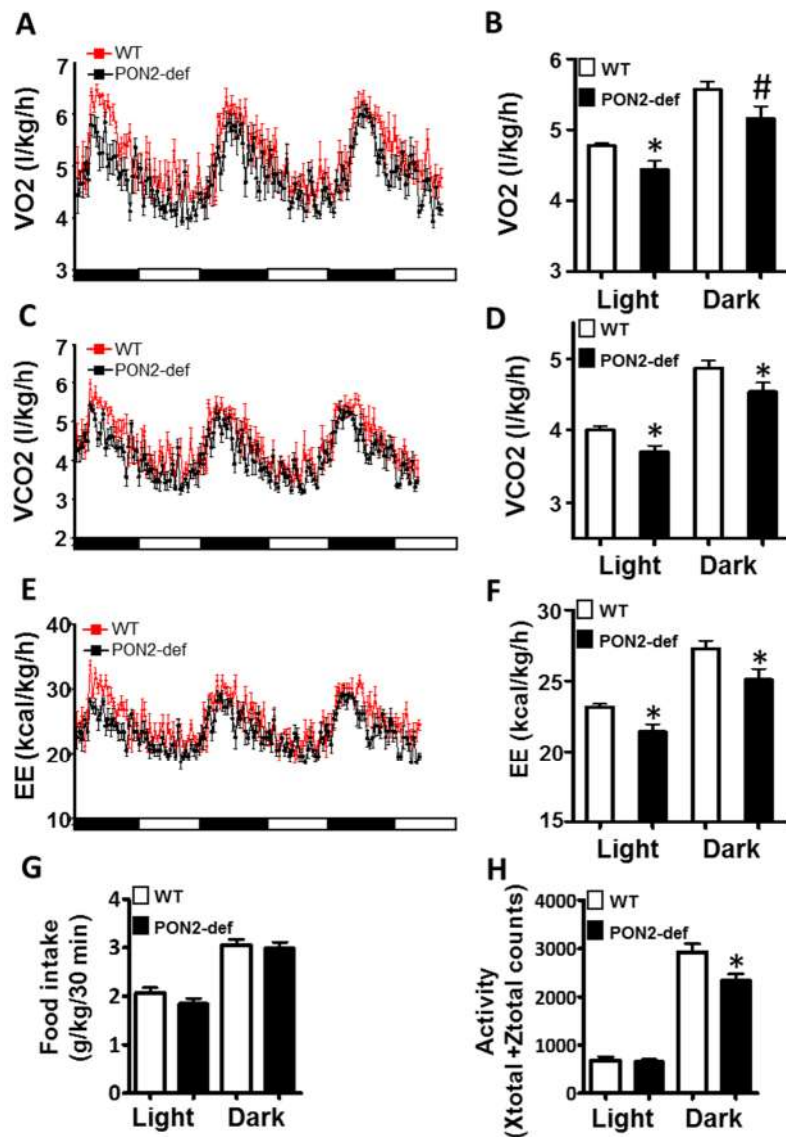 A
WT
PON2-def
VO2 (l/kg/h)
7
6
5
4
3
B
WT
PON2-def
VO2 (l/kg/h)
6
5
4
3
*
#
Light Dark
C
WT
PON2-def
VCO2 (l/kg/h)
7
6
5
4
3
2
D
WT
PON2-def
VCO2 (l/kg/h)
5
4
3
*
*
Light Dark
E
WT
PON2-def
EE (kcal/kg/h)
40
30
20
10
F
WT
PON2-def
EE (kcal/kg/h)
30
25
20
15
*
*
Light Dark
G
WT
PON2-def
Food intake
(g/kg/30 min)
4
3
2
1
0
Light Dark
H
WT
PON2-def
Activity
(Xtotal +Ztotal counts)
4000
3000
2000
1000
0
*
Light Dark